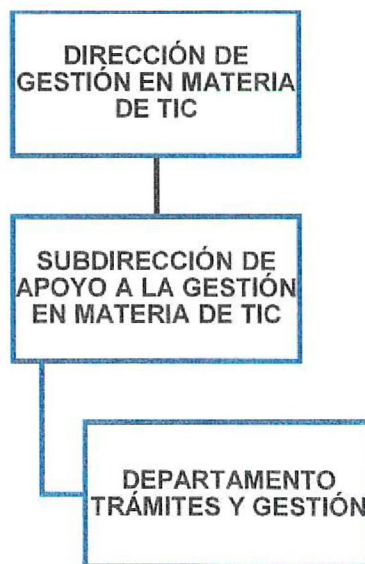 DIRECCIÓN DE
GESTIÓN EN MATERIA
DE TIC
SUBDIRECCIÓN DE
APOYO A LA GESTIÓN
EN MATERIA DE TIC
DEPARTAMENTO
TRÁMITES Y GESTIÓN